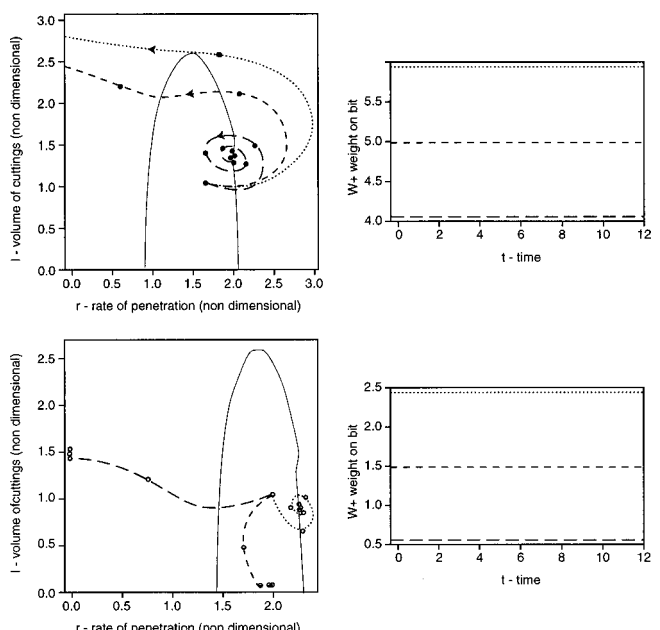 3.0
2.5
2.0
1.5
1.0
0.5
0.0
l - volume of cuttings (non dimensional)
0.0 0.5 1.0 1.5 2.0 2.5 3.0
r - rate of penetration (non dimensional)
5.5
5.0
4.5
4.0
W+ weight on bit
0 2 4 6 8 10 12
t - time
2.5
2.0
1.5
1.0
0.5
0.0
l - volume ofcuttings (non dimensional)
0.0 0.5 1.0 1.5 2.0
r - rate of penetration (non dimensional)
2.5
2.0
1.5
1.0
0.5
W+ weight on bit
0 2 4 6 8 10 12
t - time